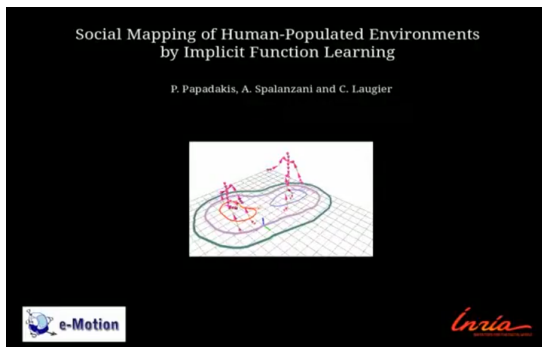 Social Mapping of Human-Populated Environments
by Implicit Function Learning
P. Papadakis, A. Spalanzani and C. Laugier
e-Motion
Inria